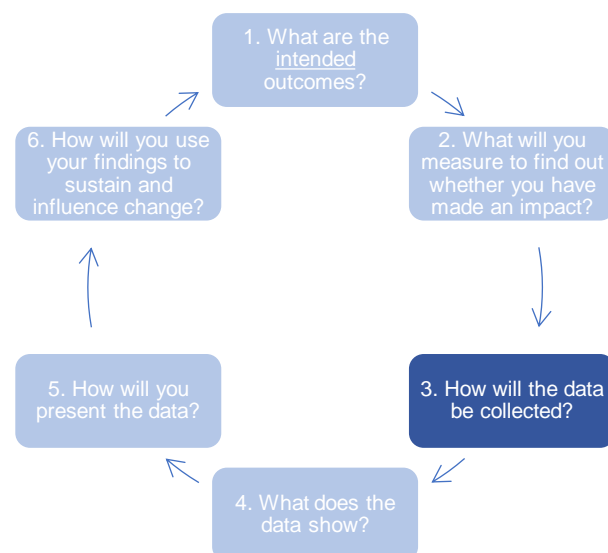 1. What are the
intended
outcomes?
2. What will you
measure to find out
whether you have
made an impact?
3. How will the data
be collected?
4. What does the
data show?
5. How will you
present the data?
6. How will you use
your findings to
sustain and
influence change?